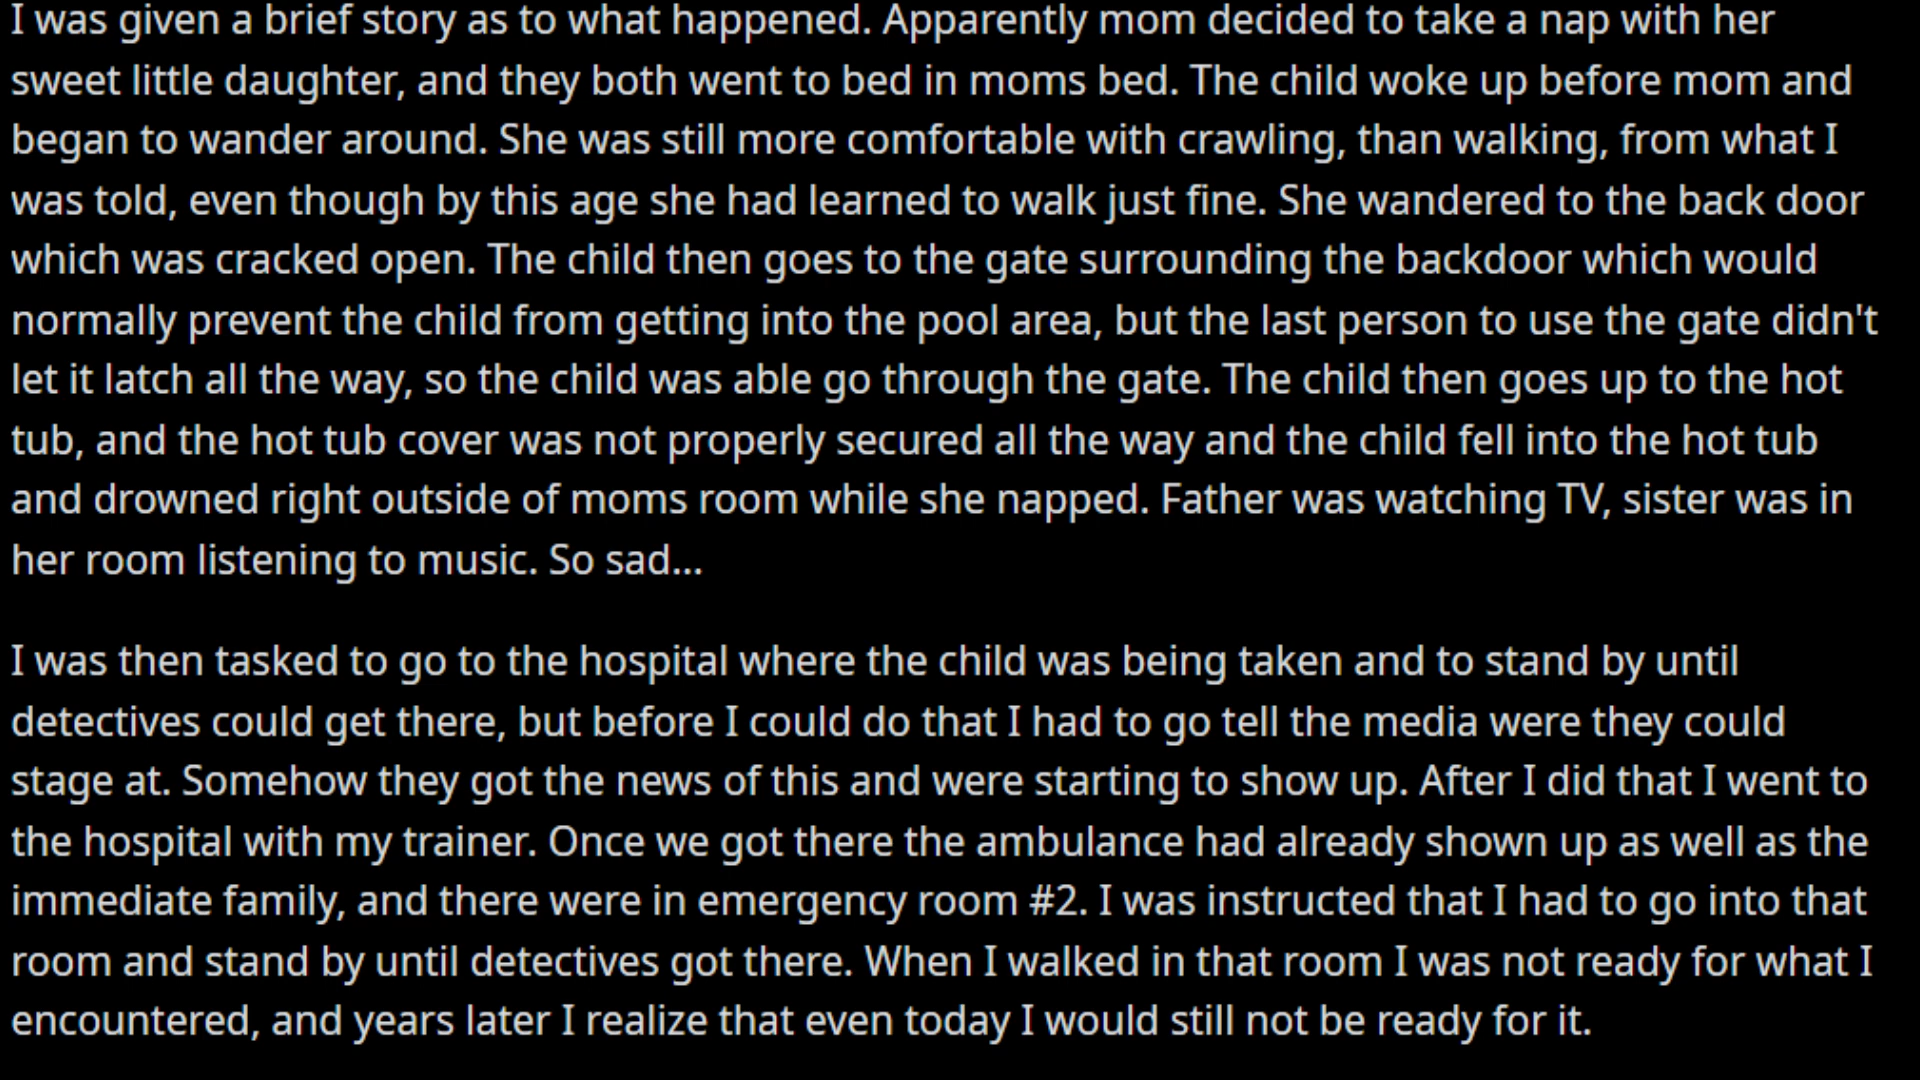 I was given a brief story as to what happened. Apparently mom decided to take a nap with her
sweet little daughter, and they both went to bed in moms bed. The child woke up before mom and
began to wander around. She was still more comfortable with crawling, than walking, from what I
was told, even though by this age she had learned to walk just fine. She wandered to the back door
which was cracked open. The child then goes to the gate surrounding the backdoor which would
normally prevent the child from getting into the pool area, but the last person to use the gate didn't
let it latch all the way, so the child was able go through the gate. The child then goes up to the hot
tub, and the hot tub cover was not properly secured all the way and the child fell into the hot tub
and drowned right outside of moms room while she napped. Father was watching TV, sister was in
her room listening to music. So sad...
I was then tasked to go to the hospital where the child was being taken and to stand by until
detectives could get there, but before I could do that I had to go tell the media were they could
stage at. Somehow they got the news of this and were starting to show up. After I did that I went to
the hospital with my trainer. Once we got there the ambulance had already shown up as well as the
immediate family, and there were in emergency room #2. I was instructed that I had to go into that
room and stand by until detectives got there. When I walked in that room I was not ready for what I
encountered, and years later I realize that even today I would still not be ready for it.